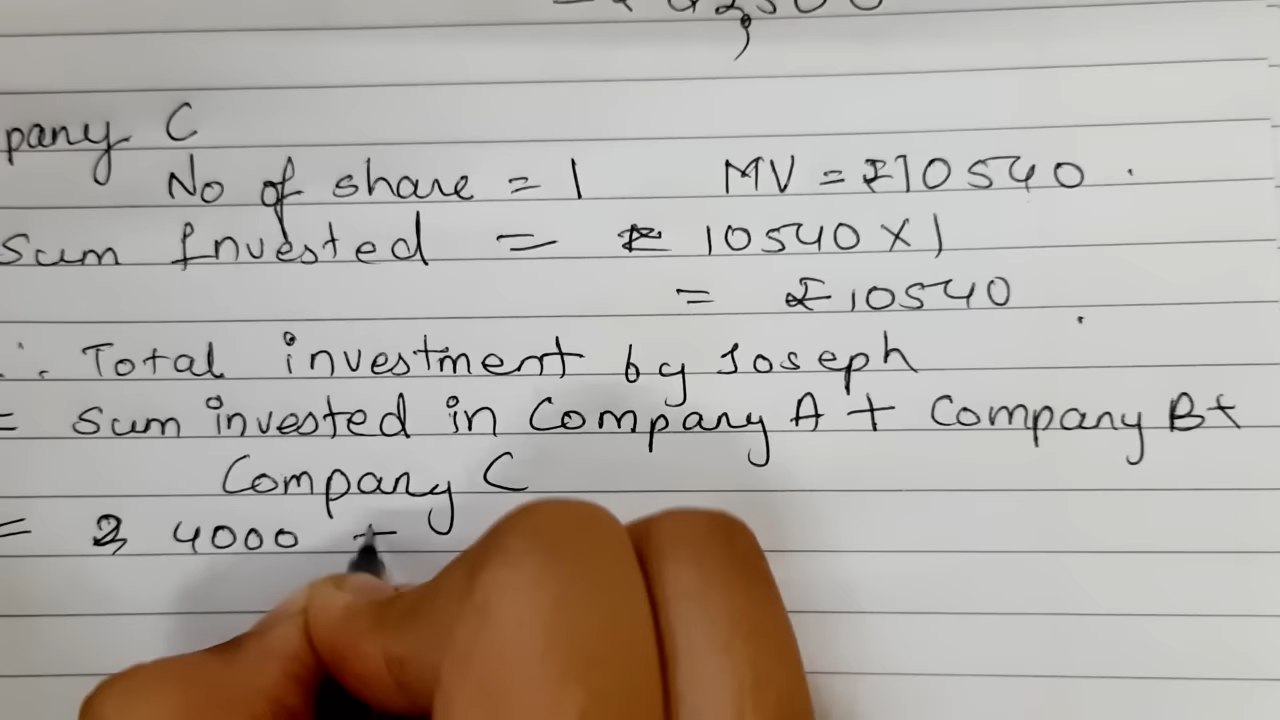 pany C
No of share = 1 MV = ₹10540.
Sum Invested = ₹ 10540 X 1
= ₹10540
∴ Total investment by Joseph
= Sum invested in Company A + Company B +
Company C
= 4000 +